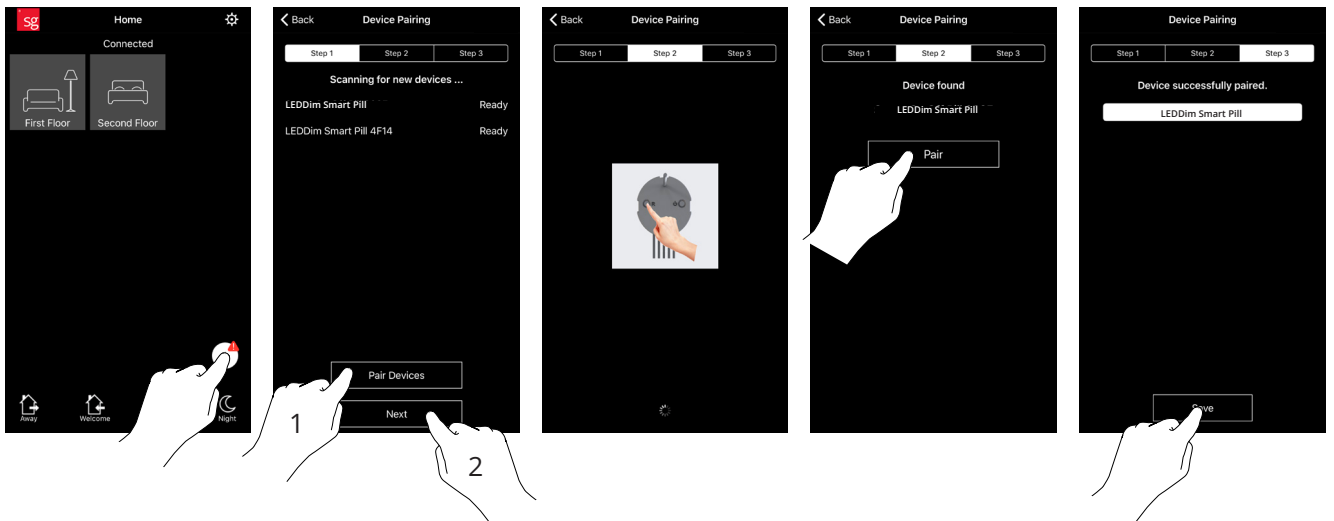 sg
Home
Connected
First Floor
Second Floor
Away
Welcome
Night
Back
Device Pairing
Step 1
Step 2
Step 3
Scanning for new devices ...
LEDDim Smart Pill
Ready
LEDDim Smart Pill 4F14
Ready
Pair Devices
Next
1
2
Back
Device Pairing
Step 1
Step 2
Step 3
Back
Device Pairing
Step 1
Step 2
Step 3
Device found
LEDDim Smart Pill
Pair
Device Pairing
Step 1
Step 2
Step 3
Device successfully paired.
LEDDim Smart Pill
Save